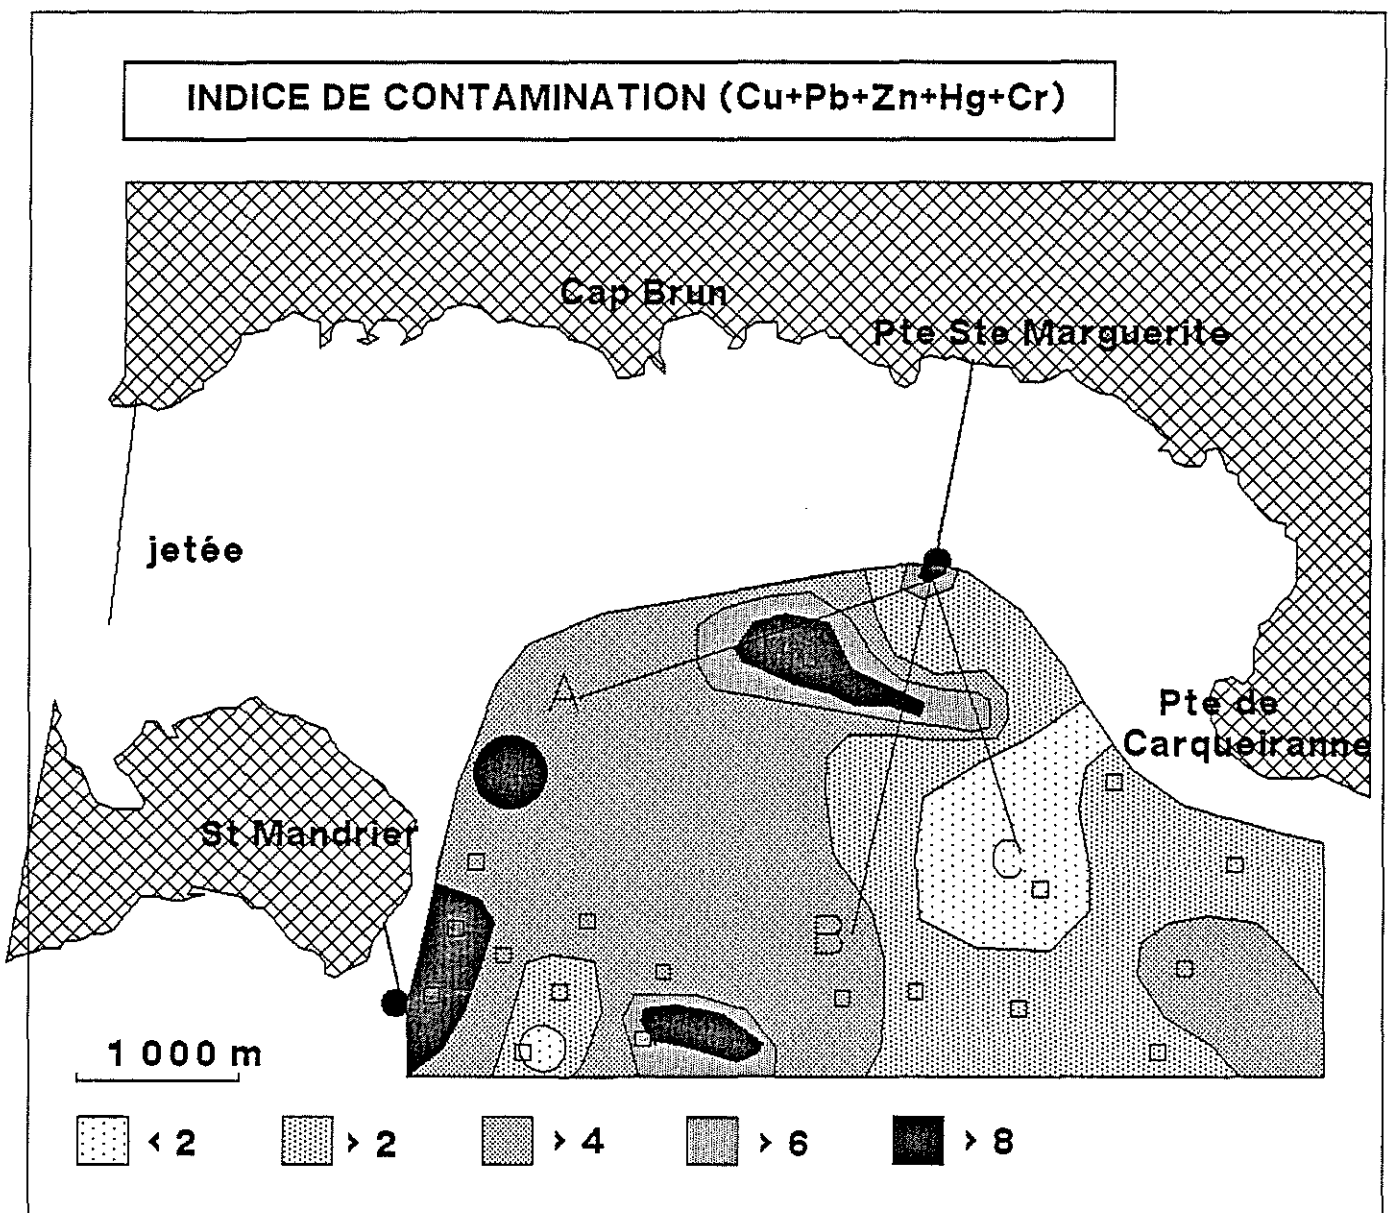 INDICE DE CONTAMINATION (Cu+Pb+Zn+Hg+Cr)
Cap Brun
Pte Ste Marguerite
jetée
A
Pte de
Carqueiranne
St Mandrier
C
B
1 000 m
< 2
> 2
> 4
> 6
> 8